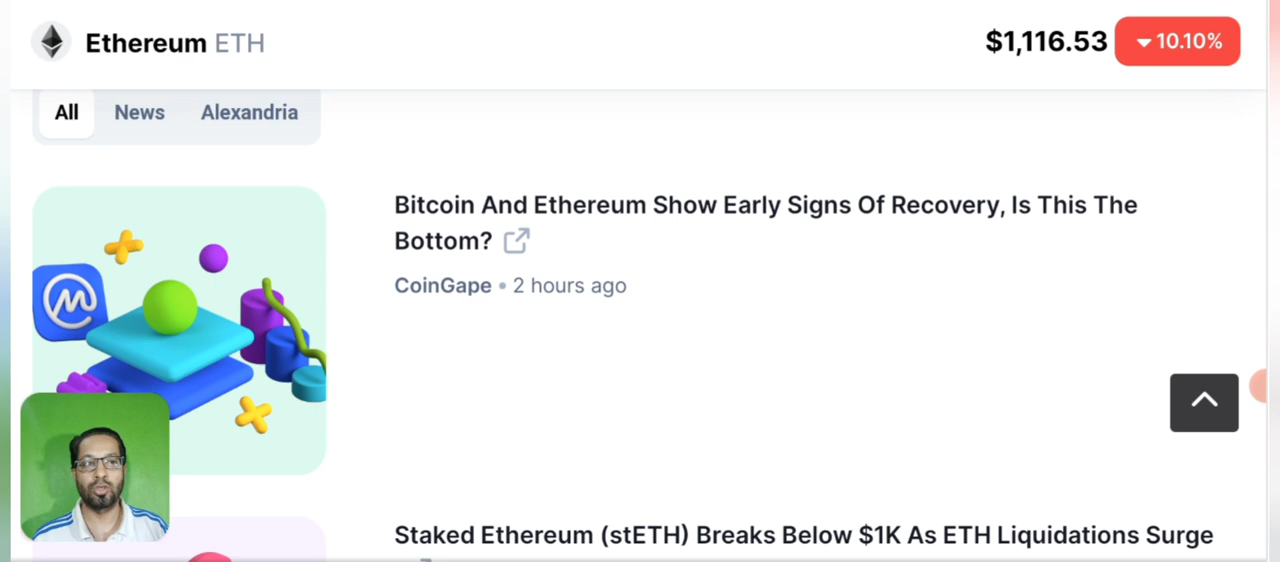 Ethereum ETH
$1,116.53
10.10%
All News Alexandria
Bitcoin And Ethereum Show Early Signs Of Recovery, Is This The
Bottom?
CoinGape • 2 hours ago
Staked Ethereum (stETH) Breaks Below $1K As ETH Liquidations Surge